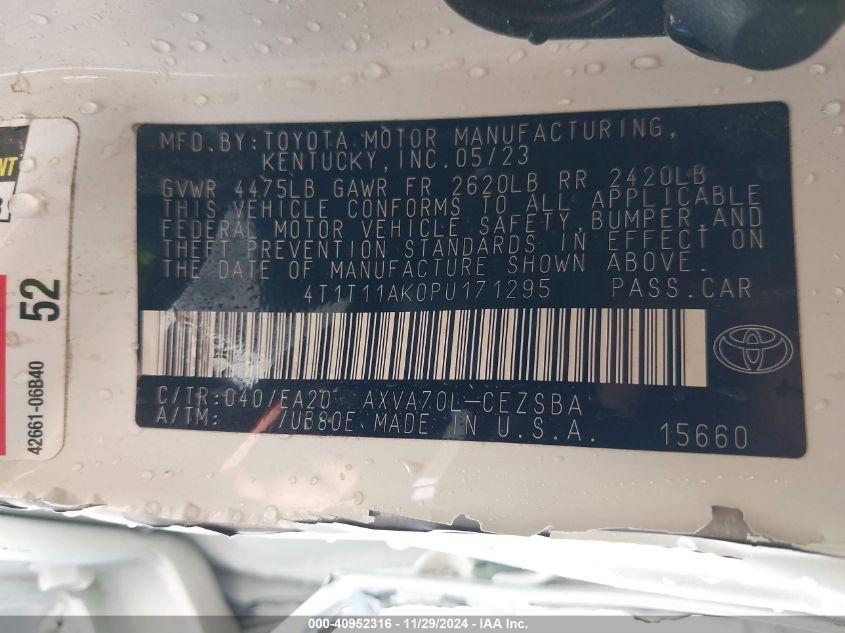 MFD.BY:TOYOTA MOTOR MANUFACTURING,
KENTUCKY,INC.05/23
GVWR 4475LB GAWR FR 2620LB RR 2420LB
THIS VEHICLE CONFORMS TO ALL APPLICABLE
FEDERAL MOTOR VEHICLE SAFETY,BUMPER,AND
THEFT PREVENTION STANDARDS IN EFFECT ON
THE DATE OF MANUFACTURE SHOWN ABOVE.
4T1T11AK0PU171295 PASS.CAR
C/TR:040/EA20 AXVA70L-CEZSBA
A/TM: /UB80E MADE IN U.S.A. 15660
52
42661-06B40
000-40952316 - 11/29/2024 - IAA Inc.